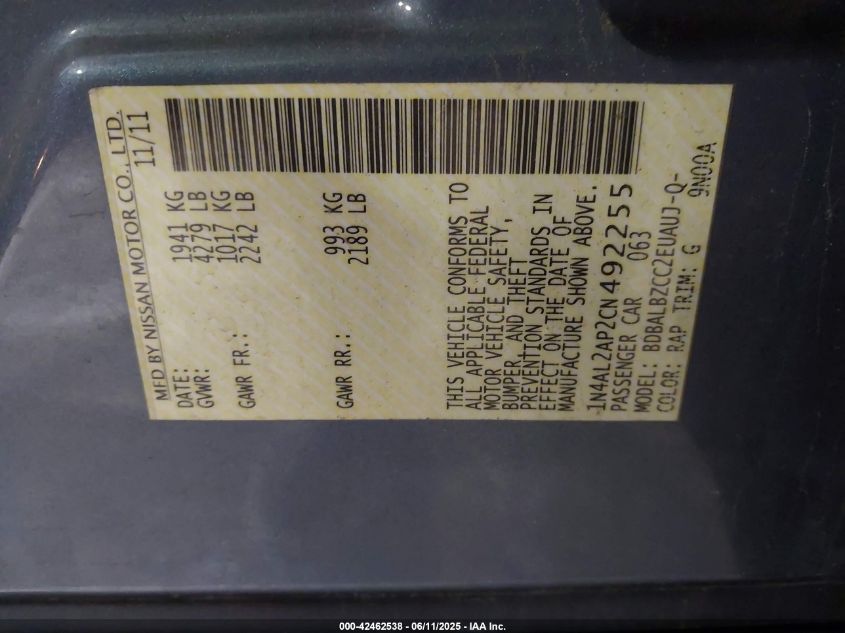 MFD BY NISSAN MOTOR CO., LTD.
DATE: 11/11
GVWR: 1941 KG
4279 LB
GAWR FR.: 1017 KG
2242 LB
GAWR RR.: 993 KG
2189 LB
THIS VEHICLE CONFORMS TO
ALL APPLICABLE FEDERAL
MOTOR VEHICLE SAFETY,
BUMPER, AND THEFT
PREVENTION STANDARDS IN
EFFECT ON THE DATE OF
MANUFACTURE SHOWN ABOVE.
1N4AL2AP2CN492255
PASSENGER CAR 063
MODEL: BDBALBZCC2EUAUJ-Q-
COLOR: RAP TRIM: G 9N00A
000-42462538 - 06/11/2025 - IAA Inc.